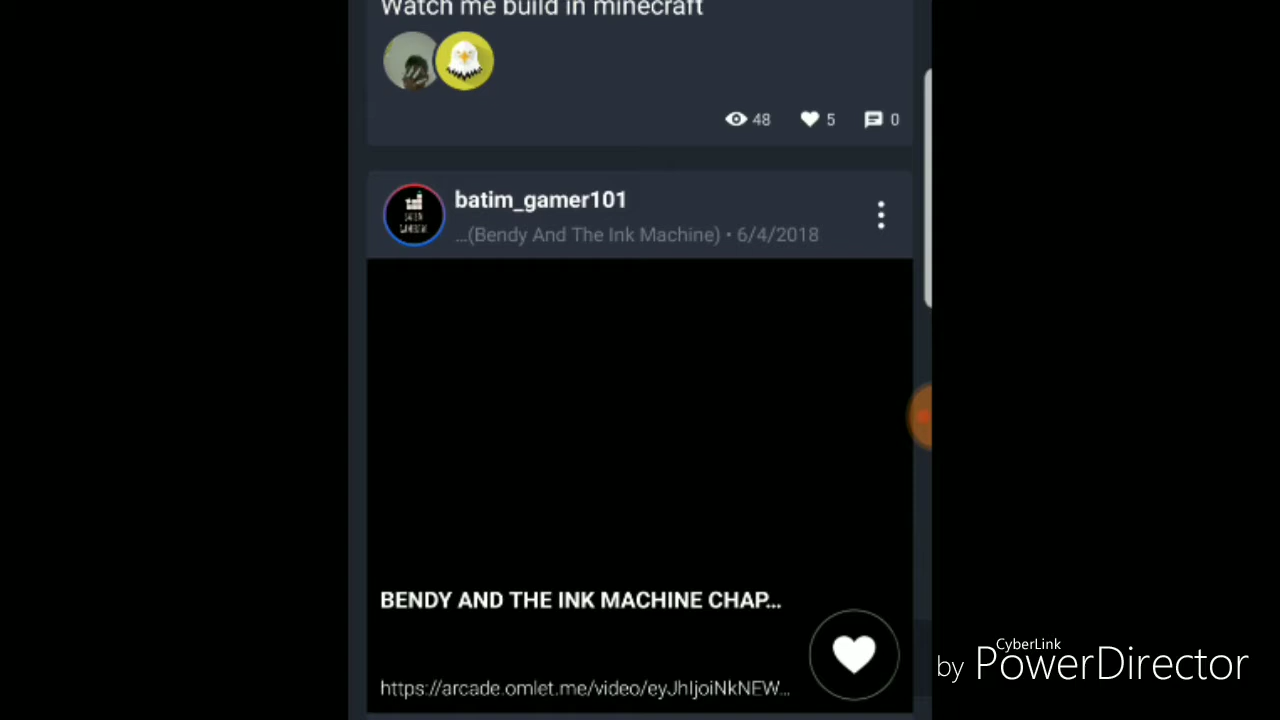 Watch me build in minecraft
48 5 0
batim_gamer101
...(Bendy And The Ink Machine) • 6/4/2018
BENDY AND THE INK MACHINE CHAP...
https://arcade.omlet.me/video/eyJhIjoiNkNEW...
CyberLink
by PowerDirector